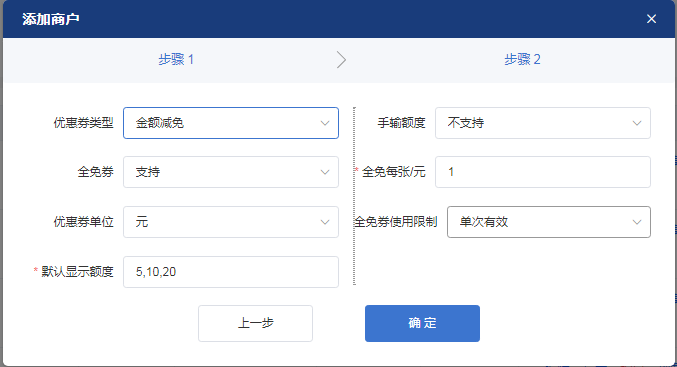 添加商户
步骤 1
步骤 2
优惠券类型
金额减免
手输额度
不支持
全免券
支持
* 全免每张/元
1
优惠券单位
元
全免券使用限制
单次有效
* 默认显示额度
5,10,20
上一步
确 定